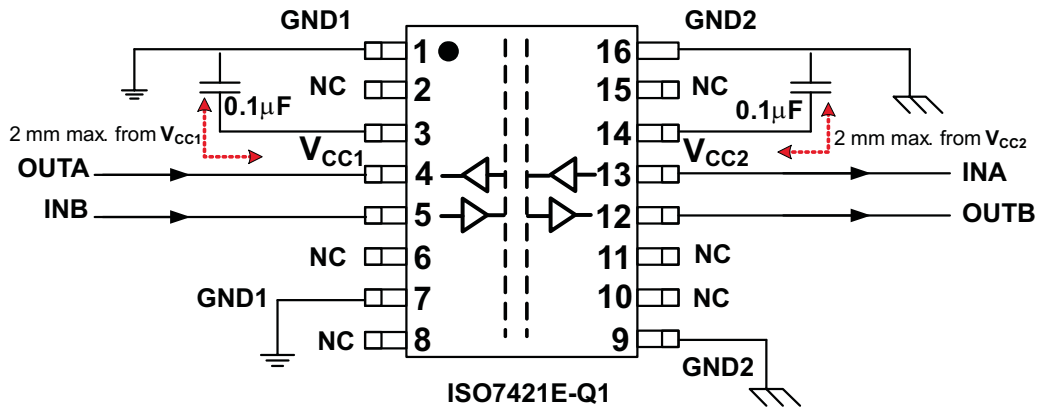 GND1
GND2
1
16
NC
2
15
NC
0.1µF
0.1µF
3
14
2 mm max. from VCC1
VCC1
VCC2
2 mm max. from VCC2
OUTA
4
13
INA
INB
5
12
OUTB
NC
6
11
NC
GND1
7
10
NC
NC
8
9
GND2
ISO7421E-Q1